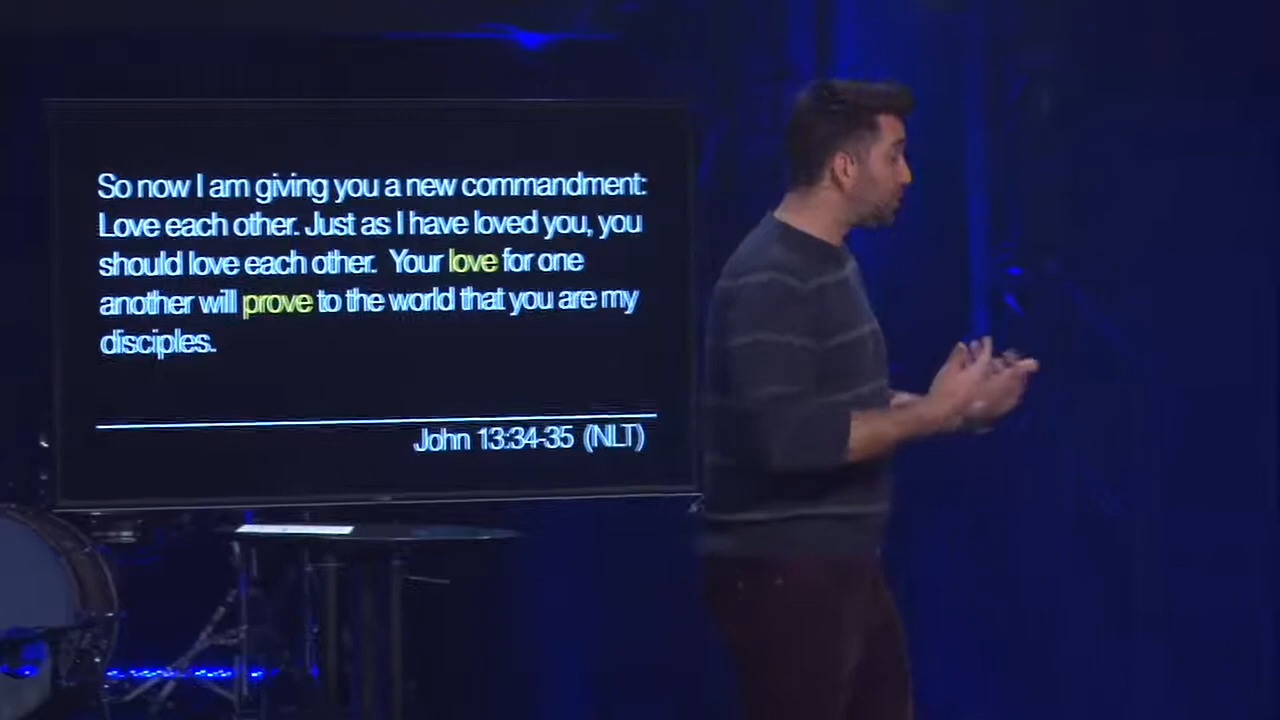 So now I am giving you a new commandment:
Love each other. Just as I have loved you, you
should love each other. Your love for one
another will prove to the world that you are my
disciples.
John 13:34-35 (NLT)